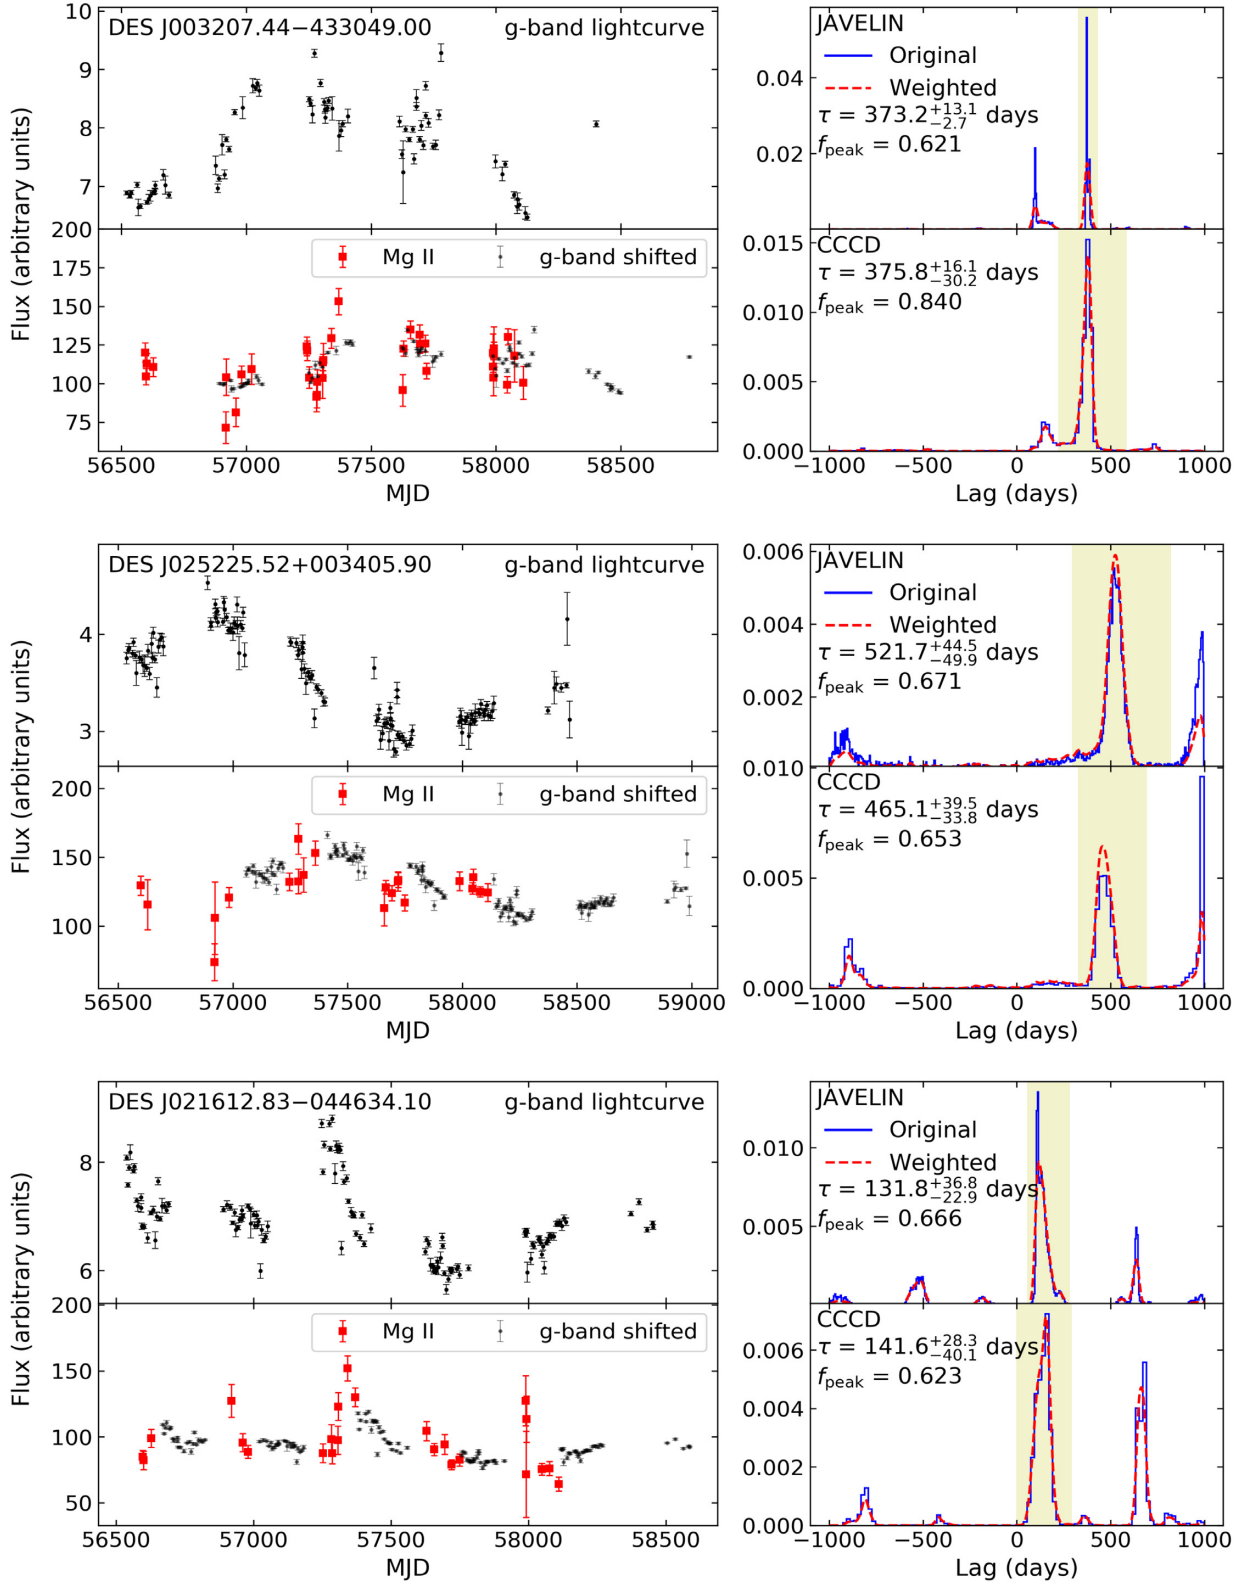 DES J003207.44−433049.00 g-band lightcurve
10
9
8
7
200
175
150
125
100
75
Flux (arbitrary units)
Mg II g-band shifted
56500 57000 57500 58000 58500
MJD
JAVELIN
Original
Weighted
τ = 373.2+13.1−2.7 days
fpeak = 0.621
0.04
0.02
CCCD
τ = 375.8+16.1−30.2 days
fpeak = 0.840
0.015
0.010
0.005
0.000
−1000 −500 0 500 1000
Lag (days)
DES J025225.52+003405.90 g-band lightcurve
4
3
200
150
100
Flux (arbitrary units)
Mg II g-band shifted
56500 57000 57500 58000 58500 59000
MJD
JAVELIN
Original
Weighted
τ = 521.7+44.5−49.9 days
fpeak = 0.671
0.006
0.004
0.002
0.010
CCCD
τ = 465.1+39.5−33.8 days
fpeak = 0.653
0.005
0.000
−1000 −500 0 500 1000
Lag (days)
DES J021612.83−044634.10 g-band lightcurve
8
6
200
150
100
50
Flux (arbitrary units)
Mg II g-band shifted
56500 57000 57500 58000 58500
MJD
JAVELIN
Original
Weighted
τ = 131.8+36.8−22.9 days
fpeak = 0.666
0.010
0.005
CCCD
τ = 141.6+28.3−40.1 days
fpeak = 0.623
0.006
0.004
0.002
0.000
−1000 −500 0 500 1000
Lag (days)